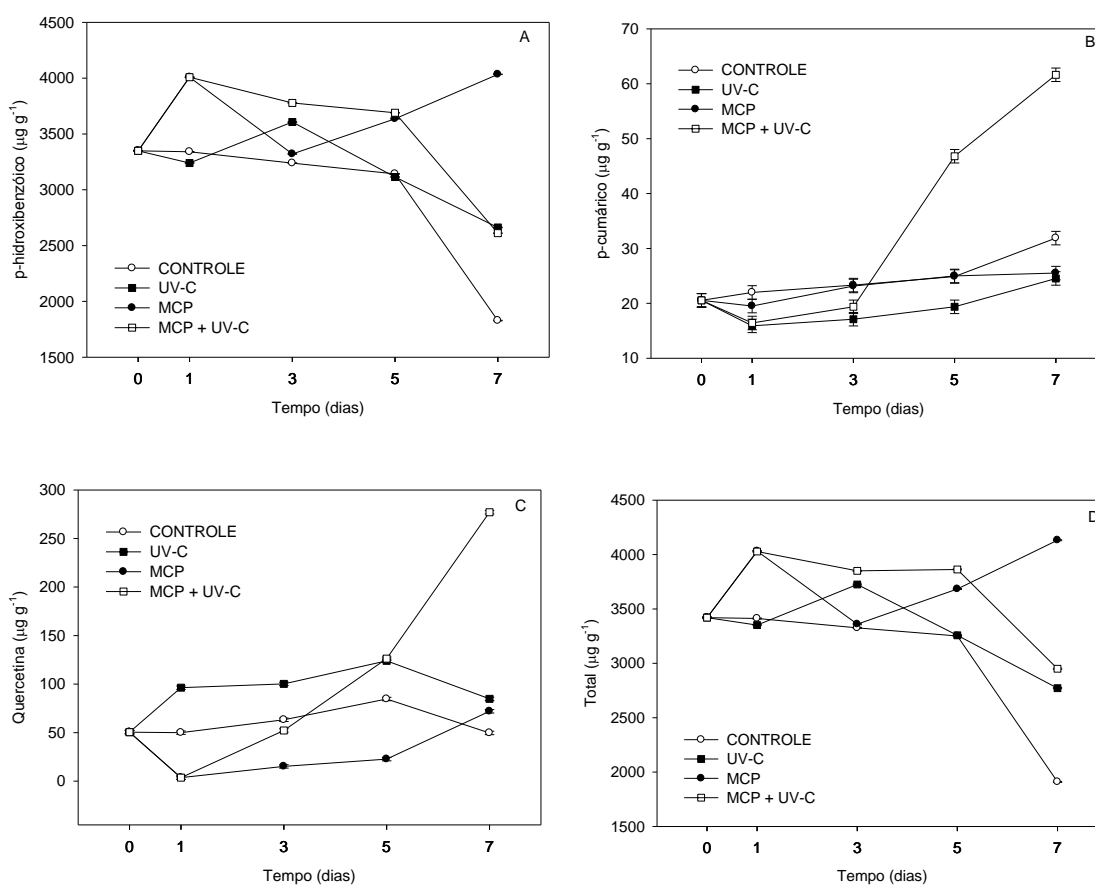 A
4500
4000
3500
3000
2500
2000
1500
p-hidroxibenzóico (µg g-1)
CONTROLE
UV-C
MCP
MCP + UV-C
0 1 3 5 7
Tempo (dias)
B
70
60
50
40
30
20
10
p-cumárico (µg g-1)
CONTROLE
UV-C
MCP
MCP + UV-C
0 1 3 5 7
Tempo (dias)
C
300
250
200
150
100
50
0
Quercetina (µg g-1)
CONTROLE
UV-C
MCP
MCP + UV-C
0 1 3 5 7
Tempo (dias)
D
4500
4000
3500
3000
2500
2000
1500
Total (µg g-1)
CONTROLE
UV-C
MCP
MCP + UV-C
0 1 3 5 7
Tempo (dias)